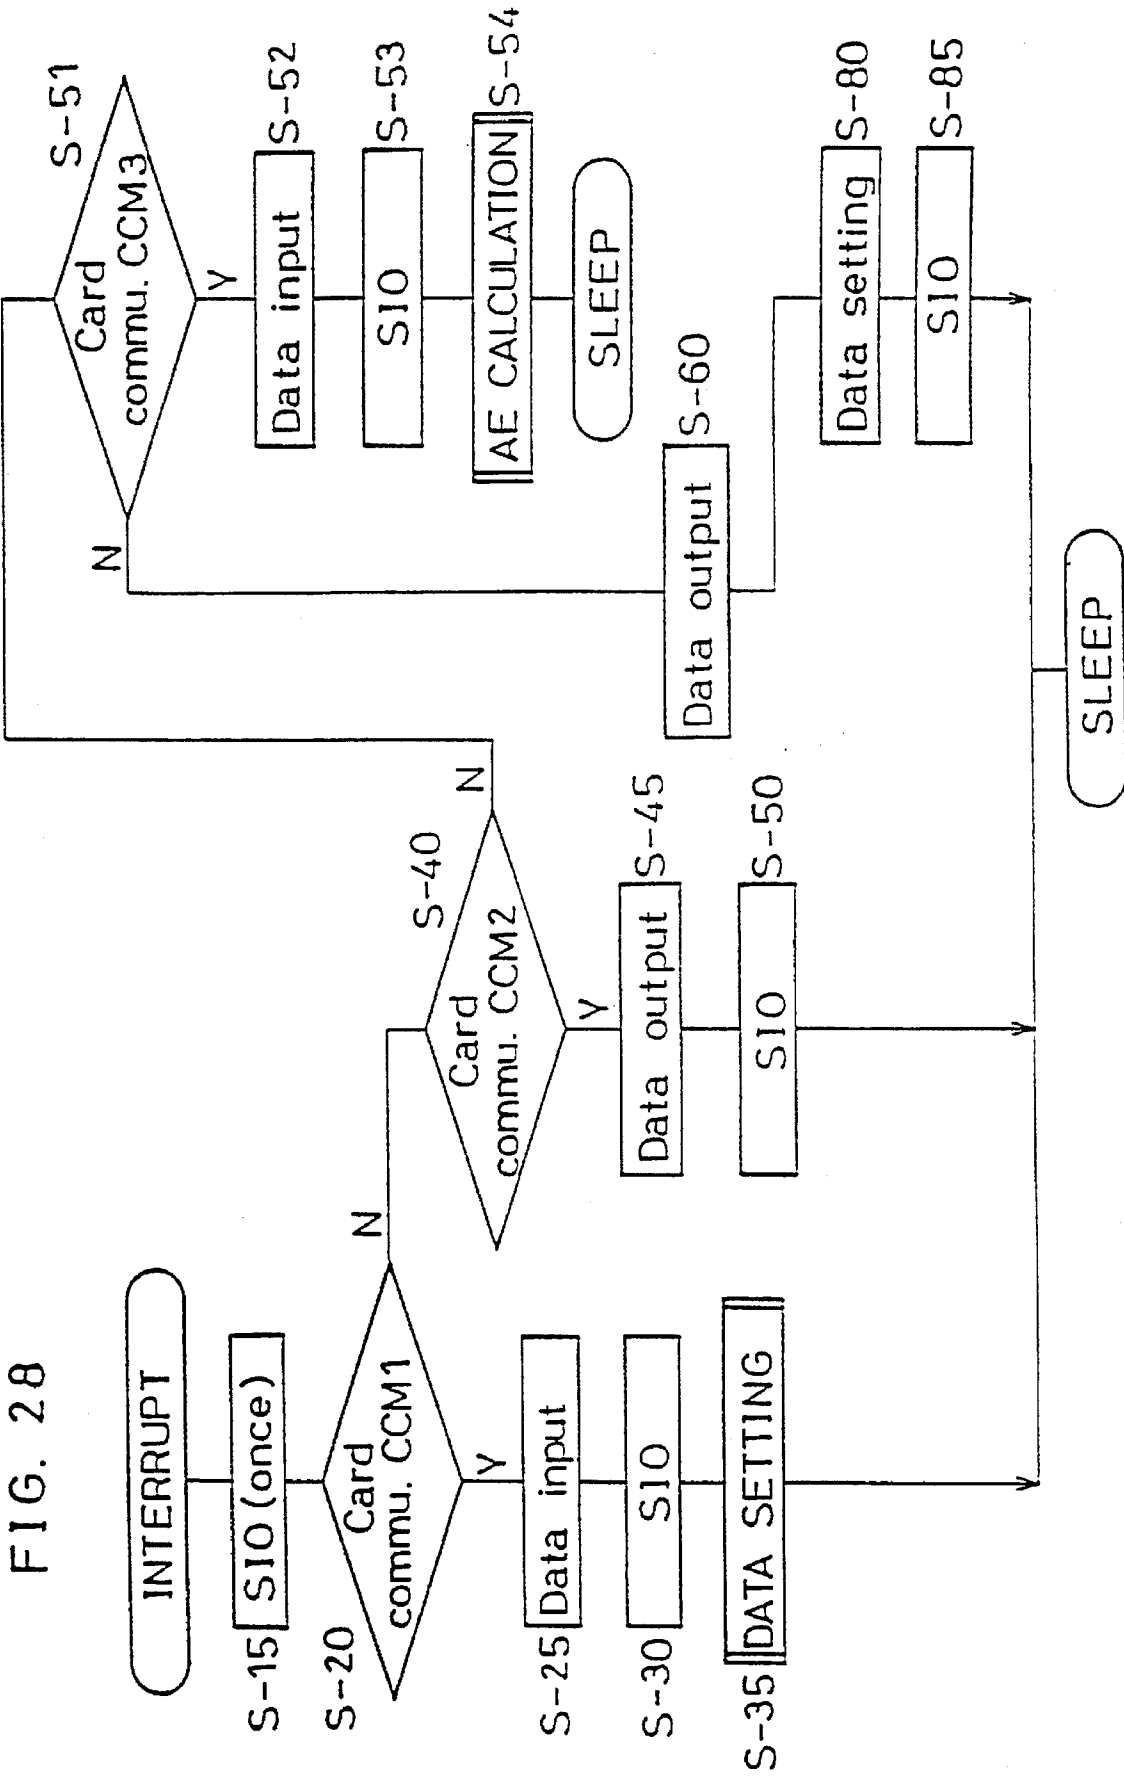 FIG. 28
INTERRUPT
S-15
SIO (once)
S-20
Card
commu. CCM1
N
Y
S-25
Data input
S-30
SIO
S-35
DATA SETTING
S-40
Card
commu. CCM2
N
Y
Data output
S-45
SIO
S-50
S-51
Card
commu. CCM3
N
Y
Data input
S-52
SIO
S-53
AE CALCULATION
S-54
SLEEP
Data output
S-60
Data setting
S-80
SIO
S-85
SLEEP